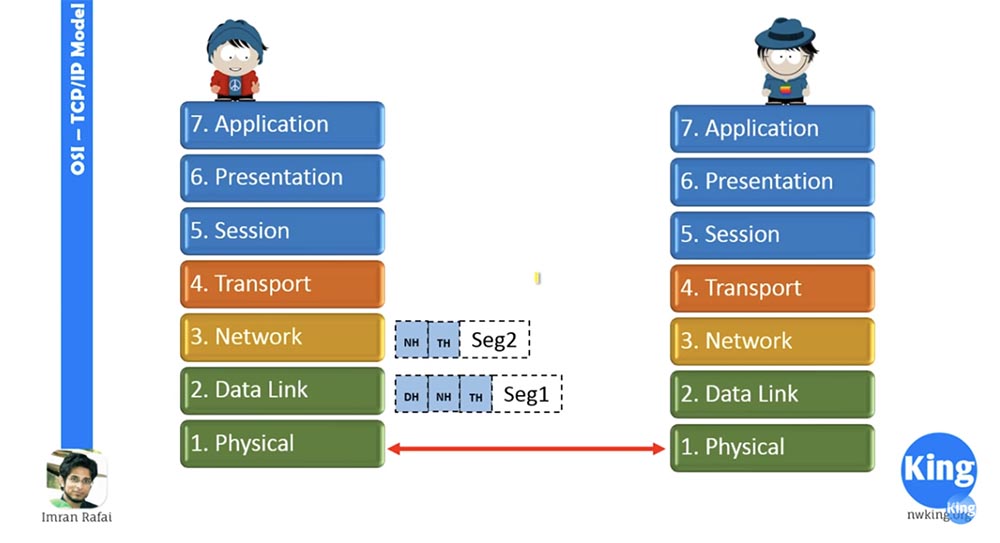 OSI – TCP/IP Model
7. Application
6. Presentation
5. Session
4. Transport
3. Network
2. Data Link
1. Physical
NH TH Seg2
DH NH TH Seg1
7. Application
6. Presentation
5. Session
4. Transport
3. Network
2. Data Link
1. Physical
Imran Rafai
King
nwking.org
King